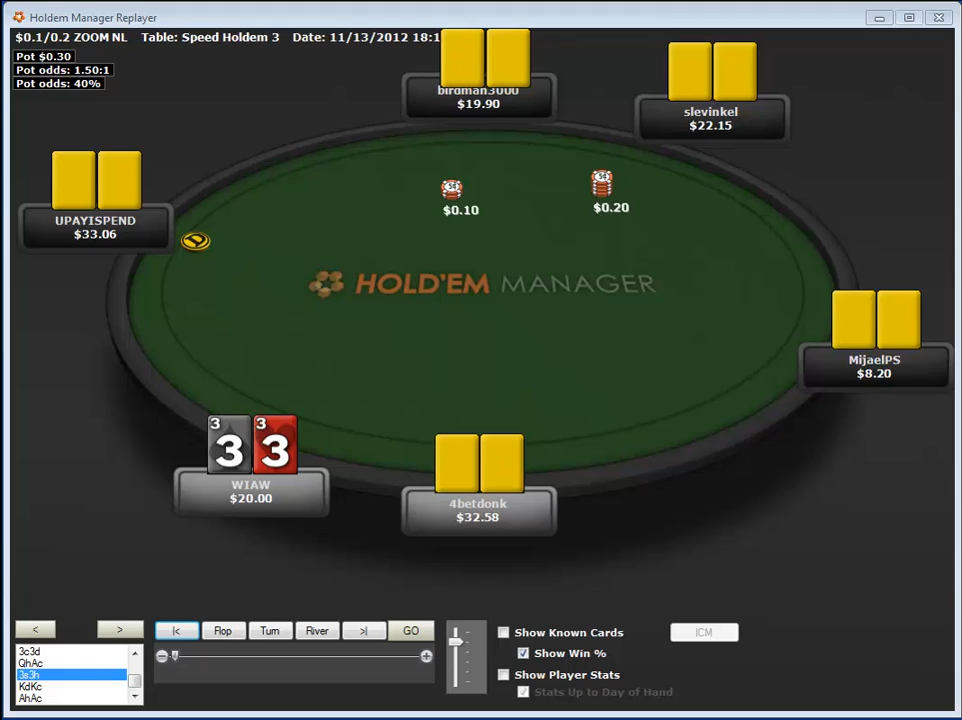 Holdem Manager Replayer
$0.1/0.2 ZOOM NL Table: Speed Holdem 3 Date: 11/13/2012 18:1
Pot $0.30
Pot odds: 1.50:1
Pot odds: 40%
birdman3000
$19.90
slevinkel
$22.15
UPAYISPEND
$33.06
D
$0.10
$0.20
HOLD'EM MANAGER
MijaelPS
$8.20
3 3
3 3
WIAW
$20.00
4betdonk
$32.58
< >
|< Flop Turn River >| GO
3c3d
QhAc
3s3h
KdKc
AhAc
Show Known Cards
Show Win %
Show Player Stats
Stats Up to Day of Hand
ICM